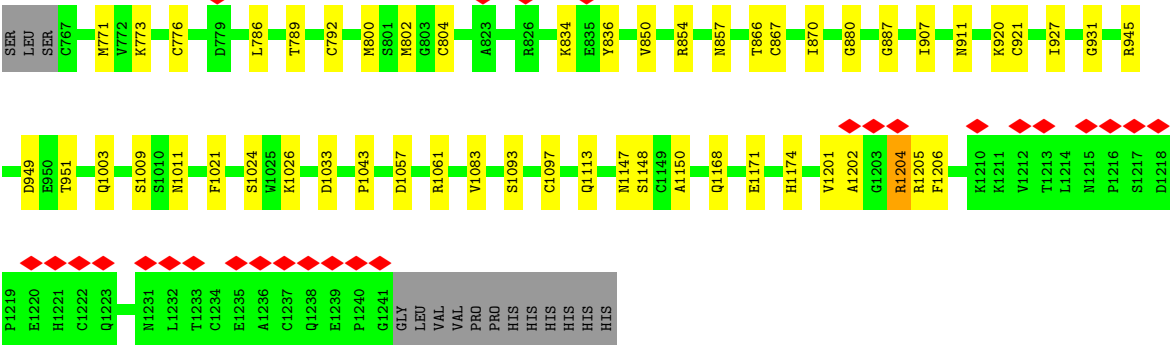 SER LEU SER C767 M771 V772 K773 C776 D779 L786 T789 C792 M800 S801 M802 G803 C804 A823 R826 K834 E835 Y836 V850 R854 N857 T866 C867 I870 G880 G887 I907 N911 K920 C921 I927 G931 R945
D949 E950 T951 Q1003 S1009 S1010 N1011 F1021 S1024 W1025 K1026 D1033 P1043 D1057 R1061 V1083 S1093 C1097 Q1113 N1147 S1148 C1149 A1150 Q1168 E1171 H1174 V1201 A1202 G1203 R1204 R1205 F1206 K1210 K1211 V1212 T1213 L1214 N1215 P1216 S1217 D1218
P1219 E1220 H1221 C1222 Q1223 N1231 L1232 T1233 C1234 E1235 A1236 C1237 Q1238 E1239 P1240 G1241 GLY LEU VAL VAL PRO PRO HIS HIS HIS HIS HIS HIS